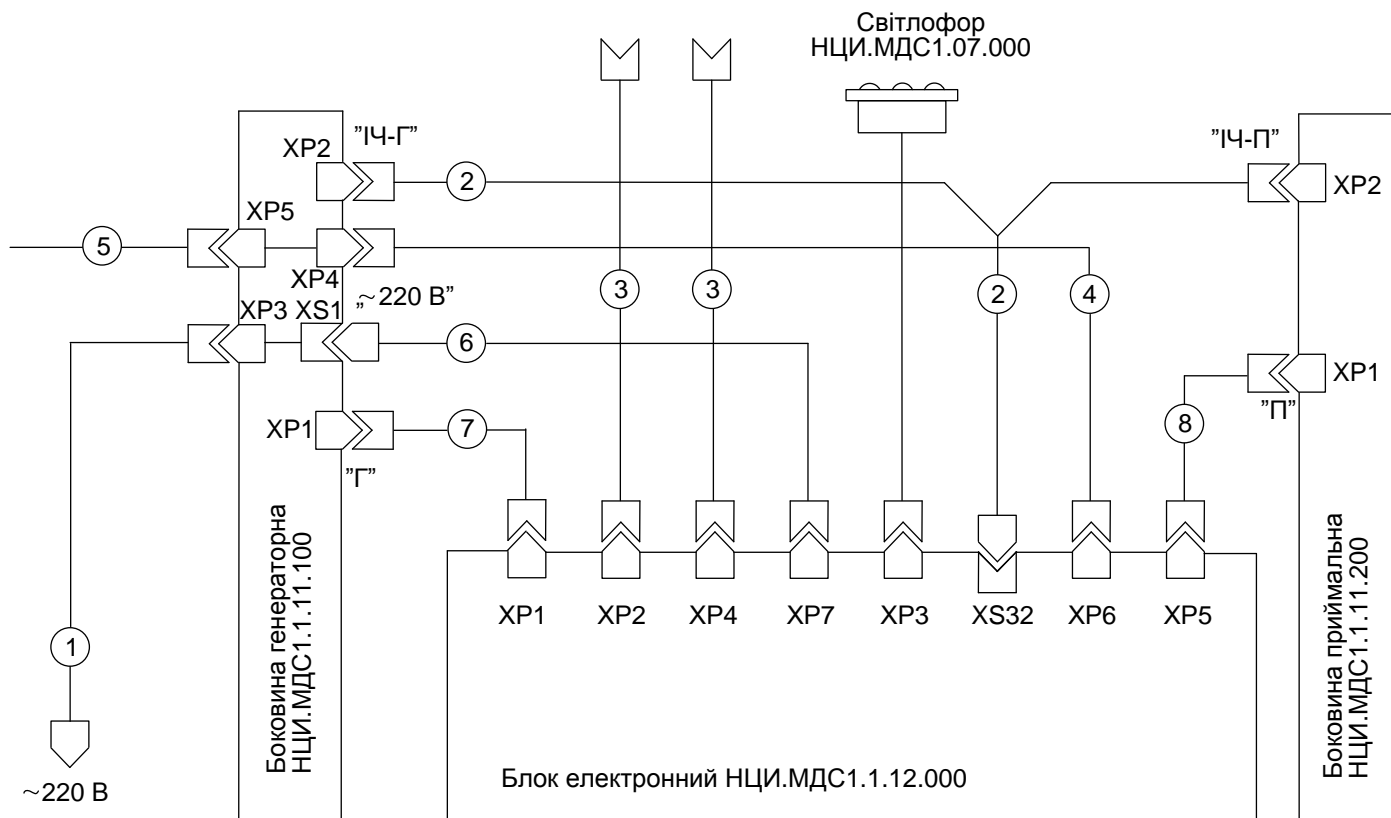 Світлофор
НЦИ.МДС1.07.000
XP2
”ІЧ-Г”
2
”ІЧ-П”
XP2
XP5
5
XP4
3
3
2
4
XP3
XS1
„~220 В”
6
XP1
7
”Г”
XP1
”П”
8
XP1
XP2
XP4
XP7
XP3
XS32
XP6
XP5
1
~220 В
Боковина генераторна
НЦИ.МДС1.1.11.100
Блок електронний НЦИ.МДС1.1.12.000
Боковина приймальна
НЦИ.МДС1.1.11.200